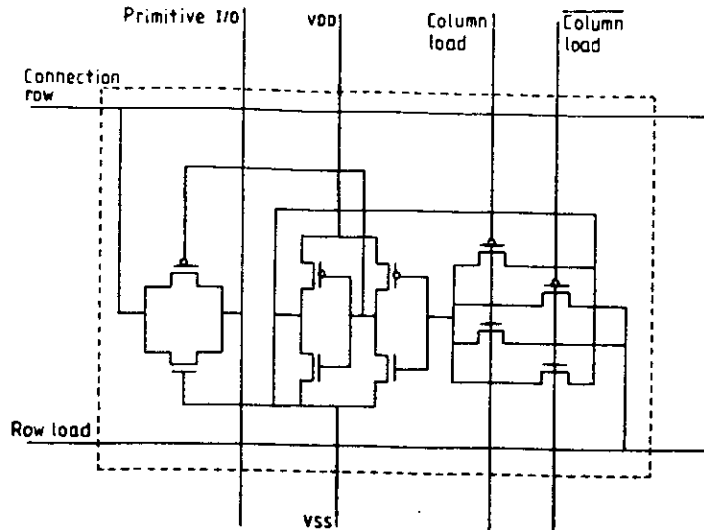 Primitive I/O
VDD
Column
load
Column
load
Connection
row
Row load
VSS